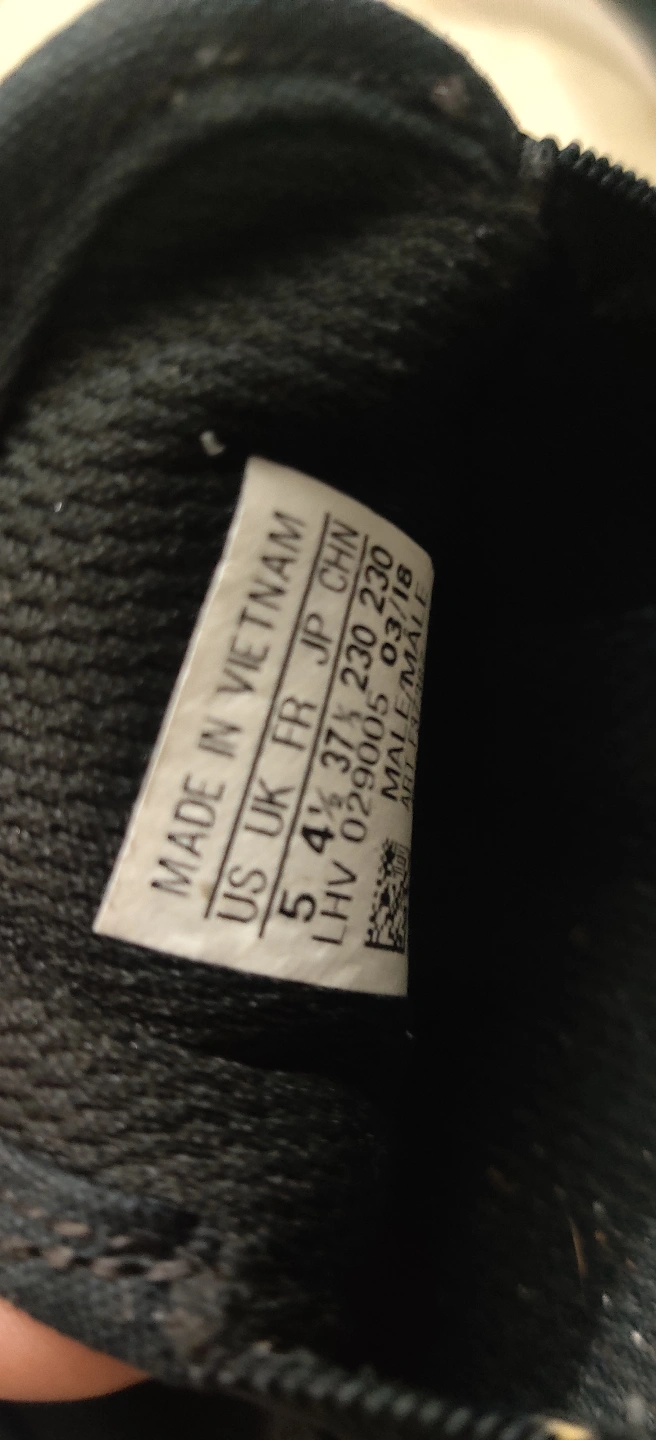 MADE IN VIETNAM
US UK FR JP CHN
5 4½ 37⅓ 230 230
LHV 029005 03/18
MALE/MALE
ART